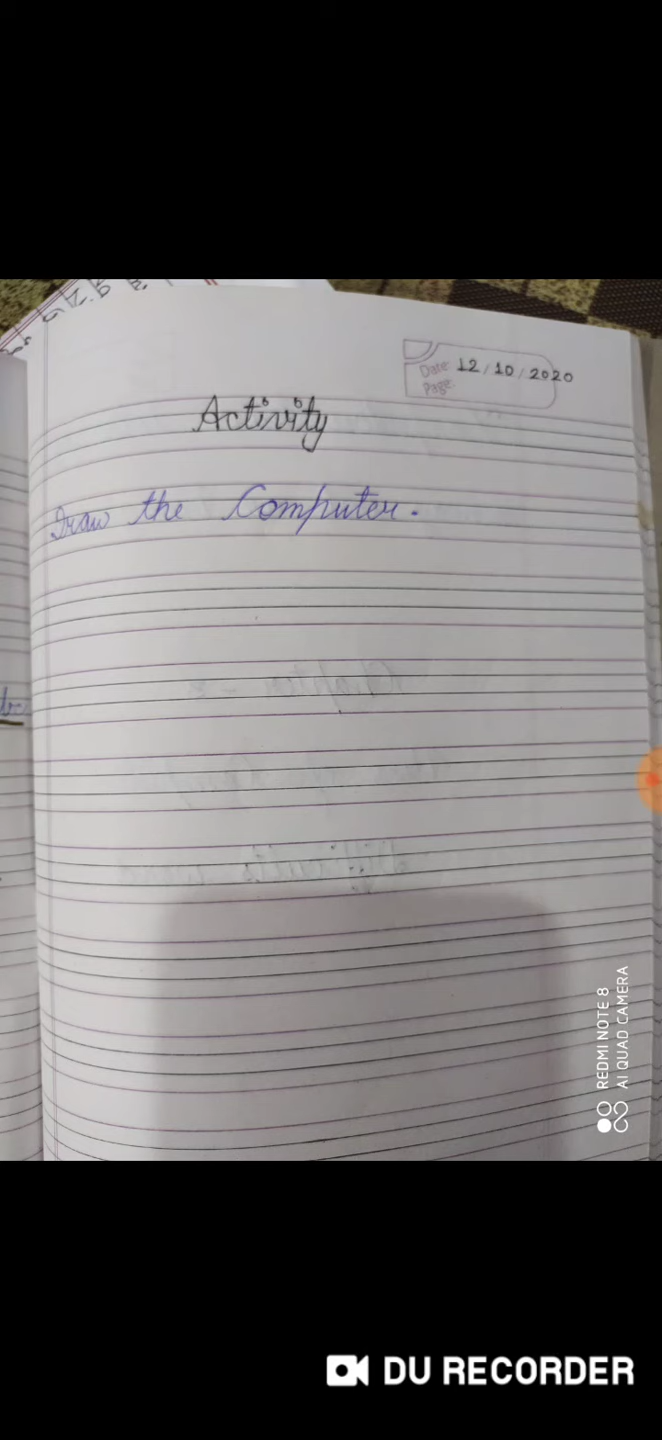 Date: 12/10/2020
Page:
Activity
Draw the Computer.
REDMI NOTE 8
AI QUAD CAMERA
DU RECORDER